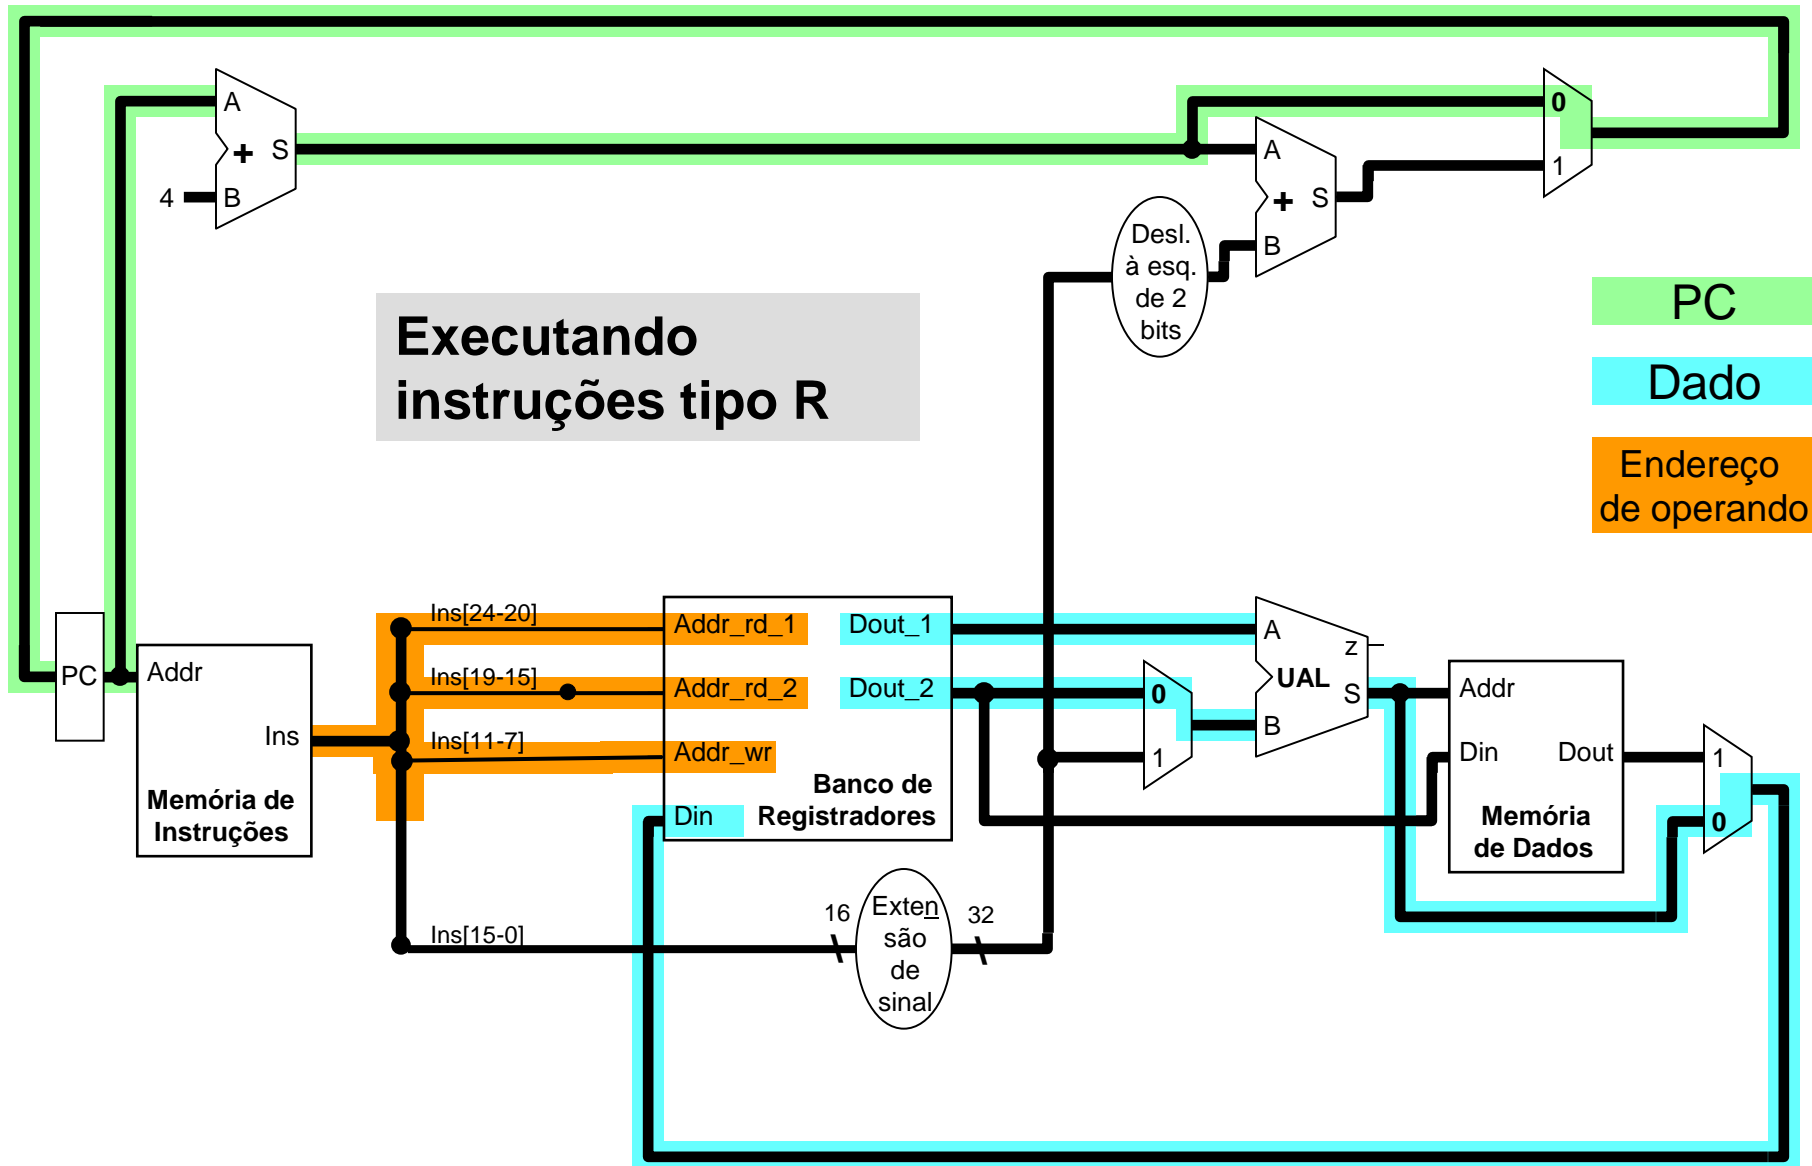 A
+
S
4
B
0
1
A
+
S
B
Desl.
à esq.
de 2
bits
Executando
instruções tipo R
PC
Dado
Endereço
de operando
PC
Addr
Ins
Memória de
Instruções
Ins[24-20]
Ins[19-15]
Ins[11-7]
Ins[15-0]
Addr_rd_1
Addr_rd_2
Addr_wr
Din
Dout_1
Dout_2
Banco de
Registradores
16
Exten
são
de
sinal
32
0
1
A
z
UAL
S
B
Addr
Din
Dout
Memória
de Dados
1
0